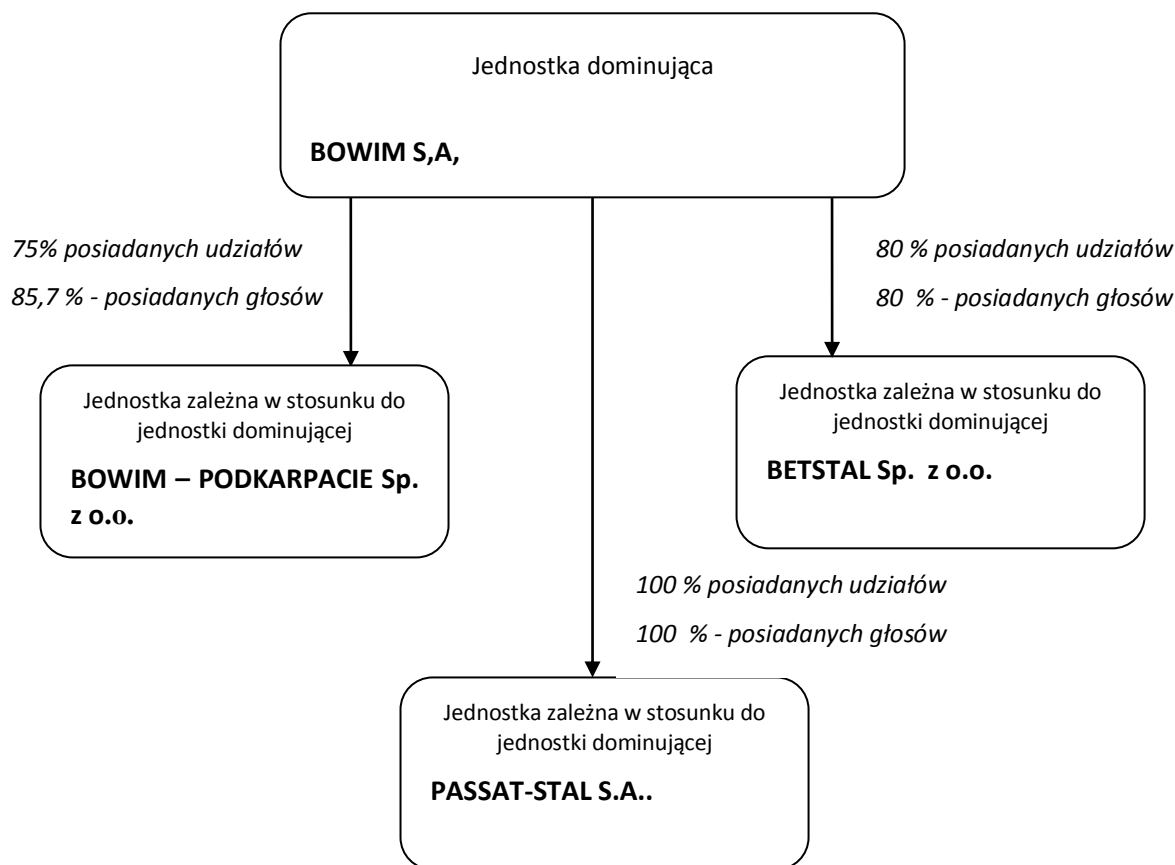 Jednostka dominująca
BOWIM S,A,
75% posiadanych udziałów
85,7 % - posiadanych głosów
80 % posiadanych udziałów
80 % - posiadanych głosów
Jednostka zależna w stosunku do
jednostki dominującej
BOWIM – PODKARPACIE Sp.
z o.o.
Jednostka zależna w stosunku do
jednostki dominującej
BETSTAL Sp. z o.o.
100 % posiadanych udziałów
100 % - posiadanych głosów
Jednostka zależna w stosunku do
jednostki dominującej
PASSAT-STAL S.A..